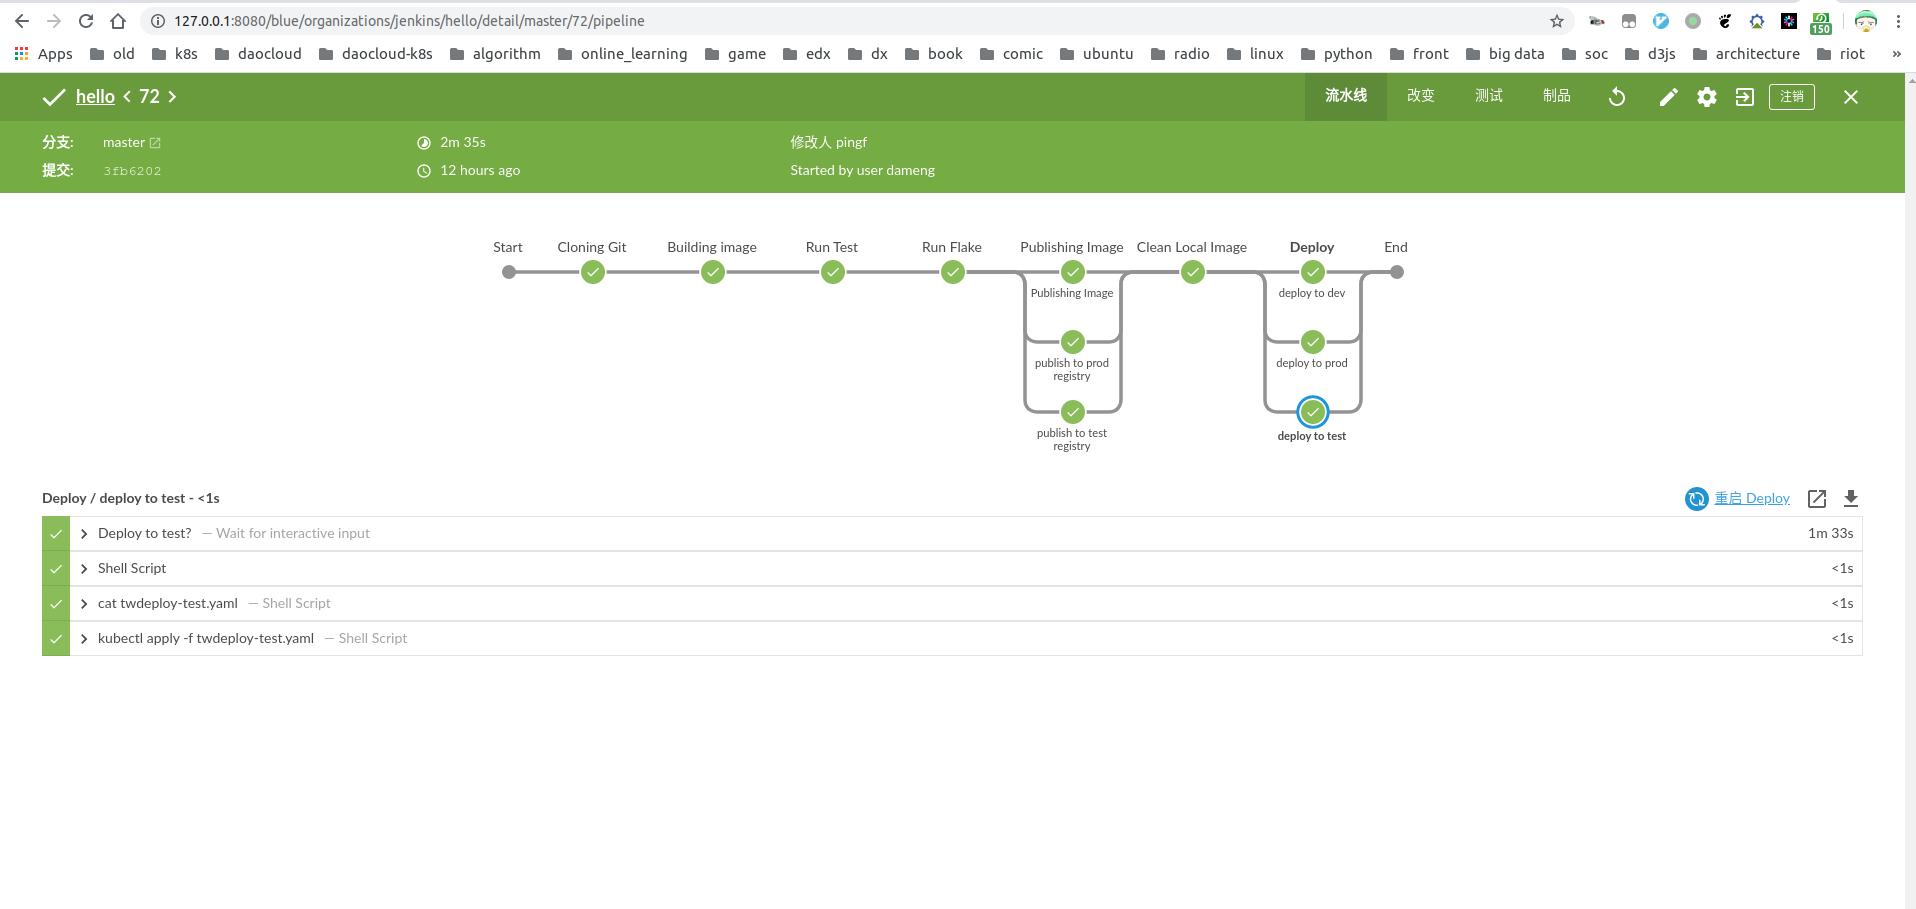 127.0.0.1:8080/blue/organizations/jenkins/hello/detail/master/72/pipeline
150
Apps old k8s daocloud daocloud-k8s algorithm online_learning game edx dx book comic ubuntu radio linux python front big data soc d3js architecture riot »
hello < 72 > 流水线 改变 测试 制品 注销
分支: master 2m 35s 修改人 pingf
提交: 3fb6202 12 hours ago Started by user dameng
Start Cloning Git Building image Run Test Run Flake Publishing Image Clean Local Image Deploy End
Publishing Image deploy to dev
publish to prod deploy to prod
registry
publish to test deploy to test
registry
Deploy / deploy to test - <1s 重启 Deploy
Deploy to test? — Wait for interactive input 1m 33s
Shell Script <1s
cat twdeploy-test.yaml — Shell Script <1s
kubectl apply -f twdeploy-test.yaml — Shell Script <1s